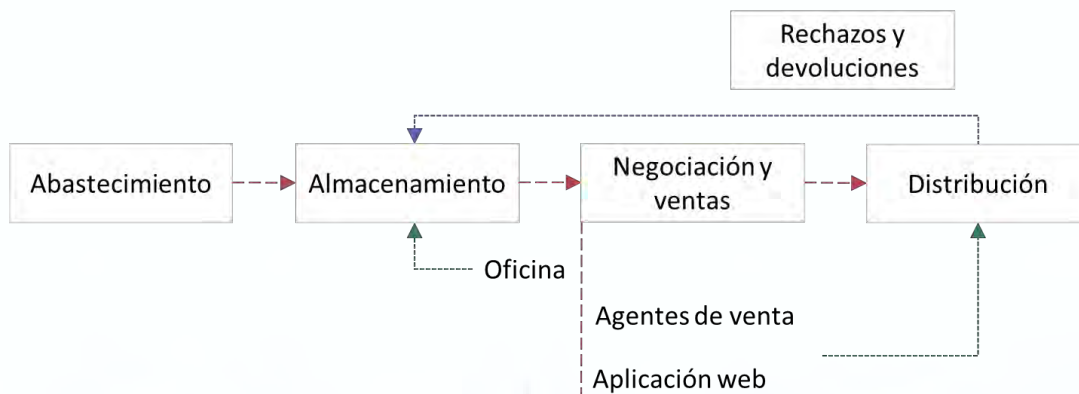 Rechazos y
devoluciones
Abastecimiento
Almacenamiento
Negociación y
ventas
Distribución
Oficina
Agentes de venta
Aplicación web